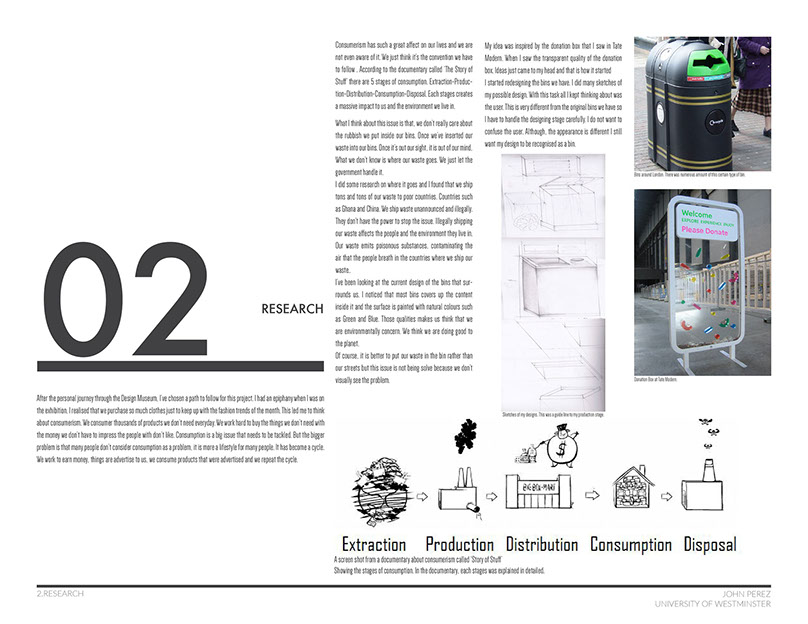 02
RESEARCH
After the personal journey through the Design Museum, I've chosen a path to follow for this project. I had an epiphany when I was on
the exhibition, I realised that we purchase so much clothes just to keep up with the fashion trends of the month. This led me to think
about consumerism. We consumer thousands of products we don't need everyday. We work hard to buy the things we don't need with
the money we don't have to impress the people with don't like. Consumption is a big issue that needs to be tackled. But the bigger
problem is that many people don't consider consumption as a problem, it is more a lifestyle for many people. It has become a cycle.
We work to earn money, things are advertise to us, we consume products that were advertised and we repeat the cycle.
Consumerism has such a great affect on our lives and we are
not even aware of it. We just think it's the convention we have
to follow . According to the documentary called 'The Story of
Stuff' there are 5 stages of consumption. Extraction-Produc-
tion-Distribution-Consumption-Disposal. Each stages creates
a massive impact to us and the environment we live in.
What I think about this issue is that, we don't really care about
the rubbish we put inside our bins. Once we've inserted our
waste into our bins. Once it's out our sight, it is out of our mind.
What we don't know is where our waste goes. We just let the
government handle it.
I did some research on where it goes and I found that we ship
tons and tons of our waste to poor countries. Countries such
as Ghana and China. We ship waste unannounced and illegally.
They don't have the power to stop the issue. Illegally shipping
our waste affects the people and the environment they live in.
Our waste emits poisonous substances, contaminating the
air that the people breath in the countries where we ship our
waste.
I've been looking at the current design of the bins that sur-
rounds us. I noticed that most bins covers up the content
inside it and the surface is painted with natural colours such
as Green and Blue. Those qualities makes us think that we
are environmentally concern. We think we are doing good to
the planet.
Of course, it is better to put our waste in the bin rather than
our streets but this issue is not being solve because we don't
visually see the problem.
My idea was inspired by the donation box that I saw in Tate
Modern. When I saw the transparent quality of the donation
box, Ideas just came to my head and that is how it started
I started redesigning the bins we have, I did many sketches of
my possible design. With this task all I kept thinking about was
the user. This is very different from the original bins we have so
I have to handle the designing stage carefully. I do not want to
confuse the user. Although, the appearance is different I still
want my design to be recognised as a bin.
Sketches of my designs. This was a guide line to my production stage.
Bins around London. There was numerous amount of this certain type of bin.
Welcome
EXPLORE EXPERIENCE ENJOY
Please Donate
Donation Box at Tate Modern.
BIG BOX MART
Extraction Production Distribution Consumption Disposal
A screen shot from a documentary about consumerism called 'Story of Stuff'
Showing the stages of consumption. In the documentary, each stages was explained in detailed.
2.RESEARCH
JOHN PEREZ
UNIVERSITY OF WESTMINSTER